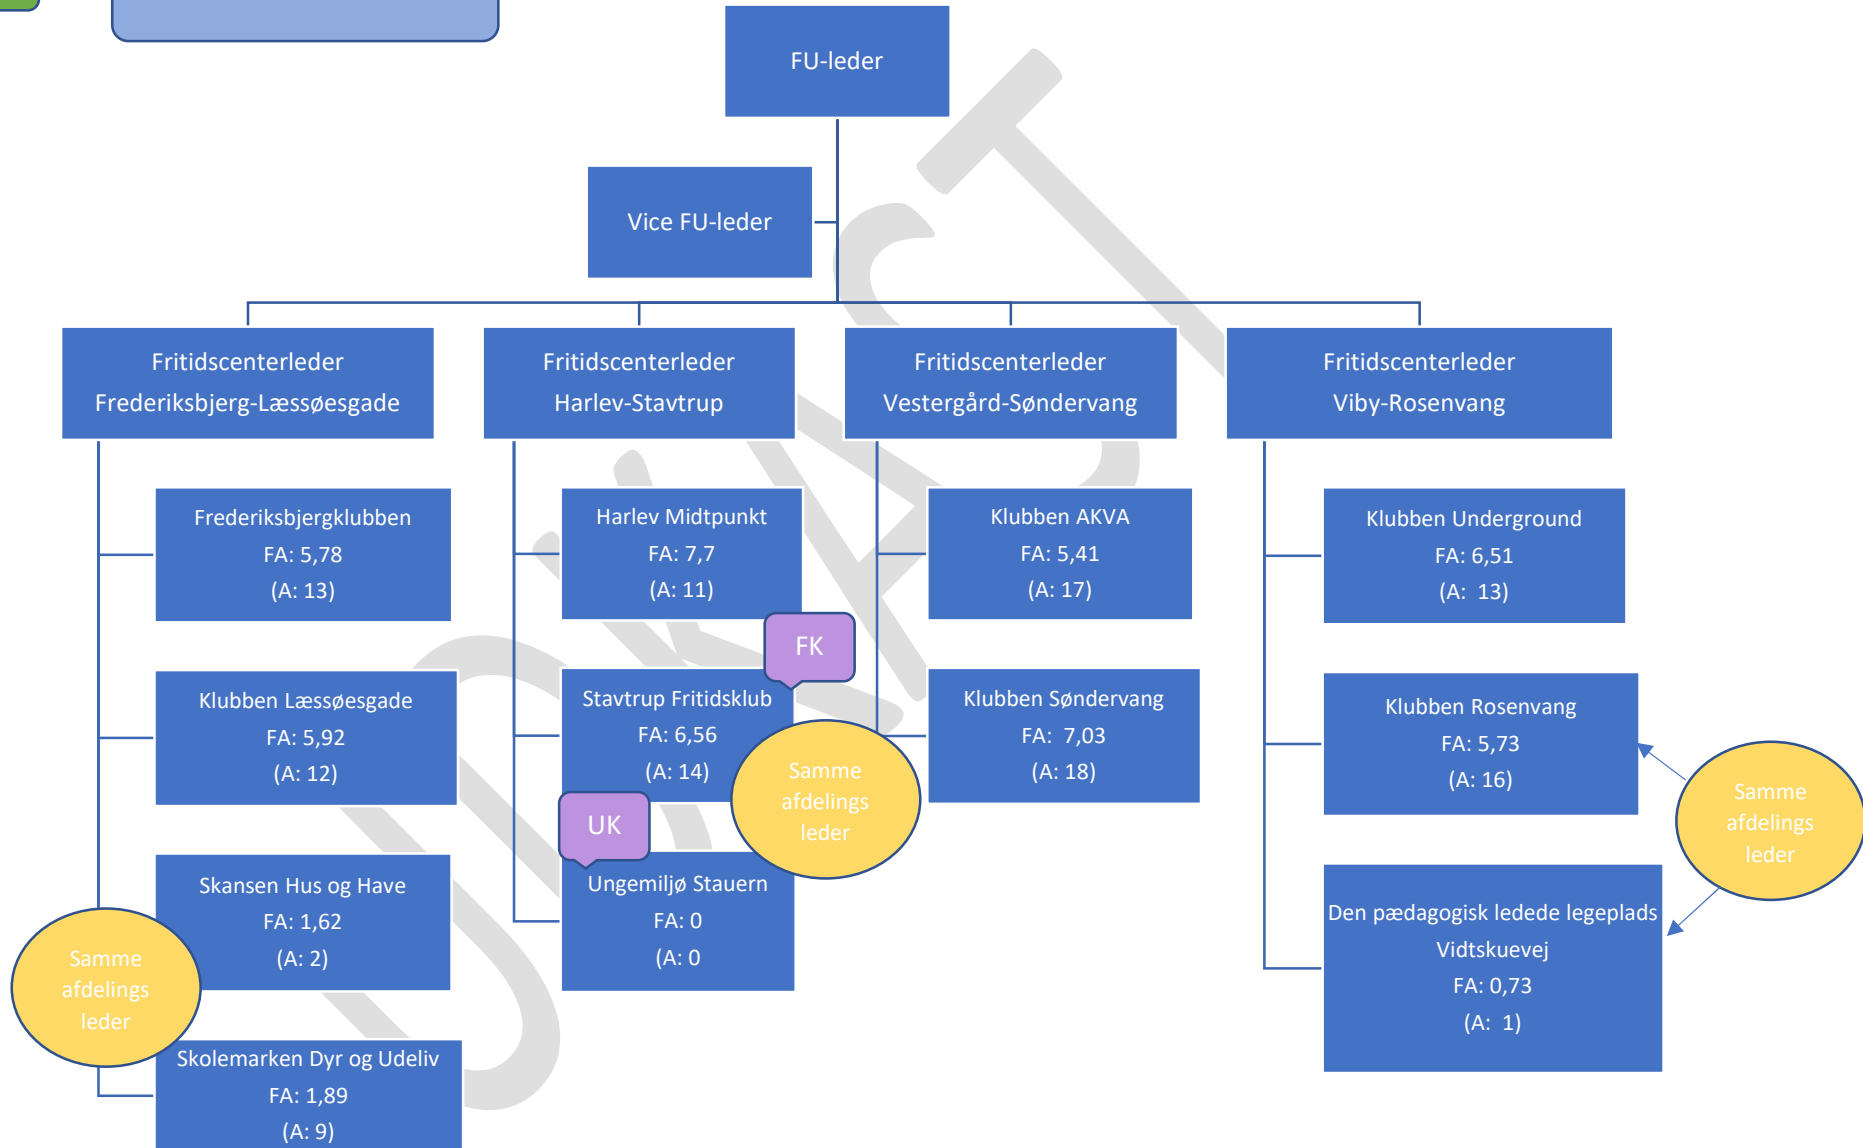 FU-leder
Vice FU-leder
Fritidscenterleder
Frederiksbjerg-Læssøesgade
Fritidscenterleder
Harlev-Stavtrup
Fritidscenterleder
Vestergård-Søndervang
Fritidscenterleder
Viby-Rosenvang
Frederiksbjergklubben
FA: 5,78
(A: 13)
Klubben Læssøesgade
FA: 5,92
(A: 12)
Skansen Hus og Have
FA: 1,62
(A: 2)
Samme
afdelings
leder
Skolemarken Dyr og Udeliv
FA: 1,89
(A: 9)
Harlev Midtpunkt
FA: 7,7
(A: 11)
FK
Stavtrup Fritidsklub
FA: 6,56
(A: 14)
UK
Ungemiljø Stauern
FA: 0
(A: 0
Samme
afdelings
leder
Klubben AKVA
FA: 5,41
(A: 17)
Klubben Søndervang
FA: 7,03
(A: 18)
Klubben Underground
FA: 6,51
(A: 13)
Klubben Rosenvang
FA: 5,73
(A: 16)
Den pædagogisk ledede legeplads
Vidtskuevej
FA: 0,73
(A: 1)
Samme
afdelings
leder
UDKAST